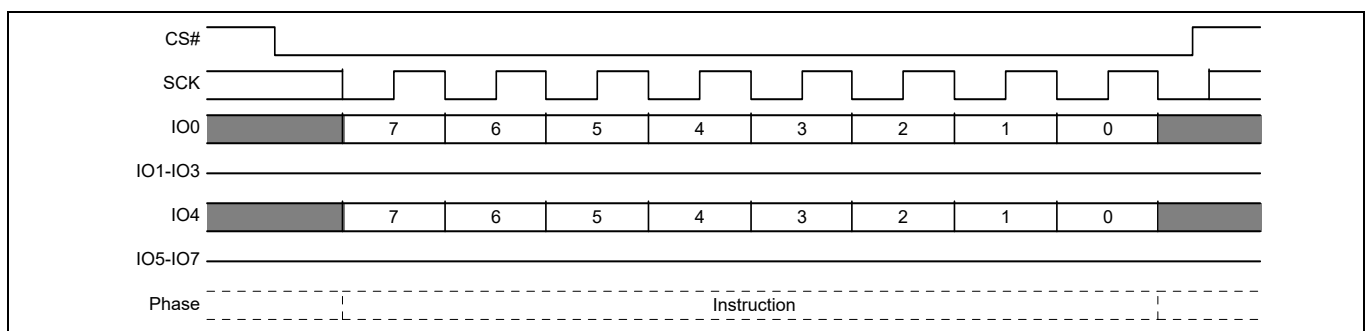 CS#
SCK
IO0 7 6 5 4 3 2 1 0
IO1-IO3
IO4 7 6 5 4 3 2 1 0
IO5-IO7
Phase Instruction